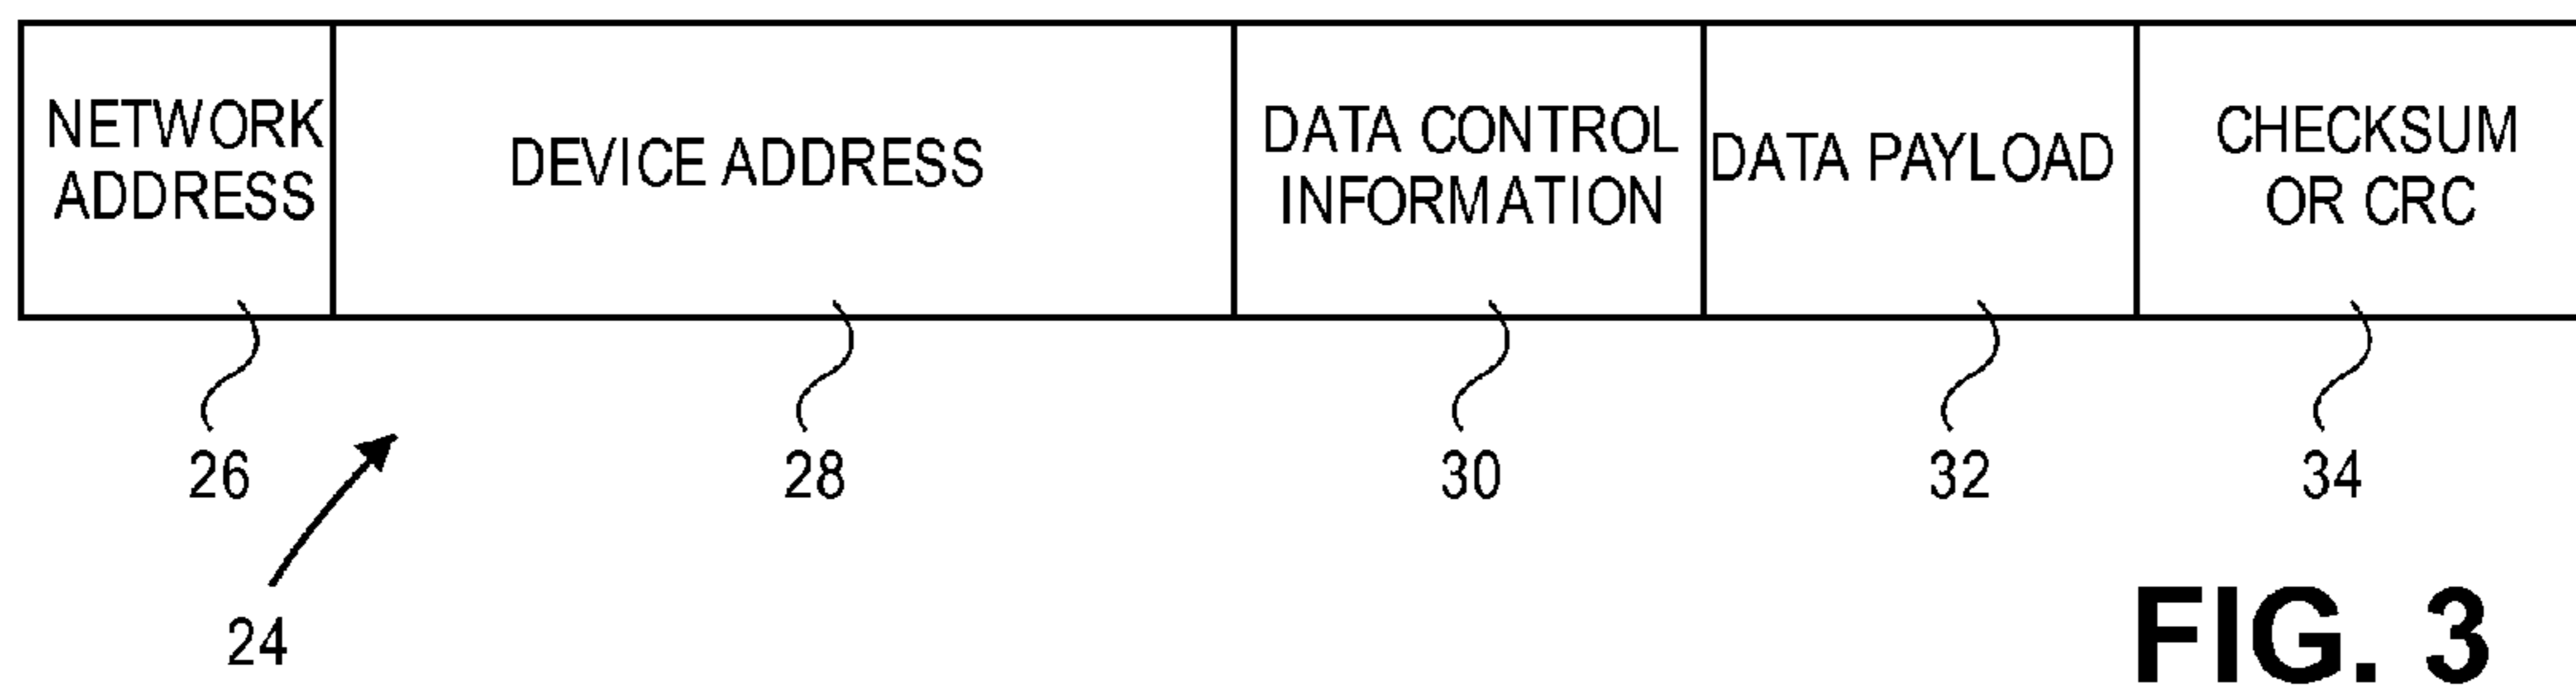 NETWORK
ADDRESS
DEVICE ADDRESS
DATA CONTROL
INFORMATION
DATA PAYLOAD
CHECKSUM
OR CRC
26
28
30
32
34
24
FIG. 3